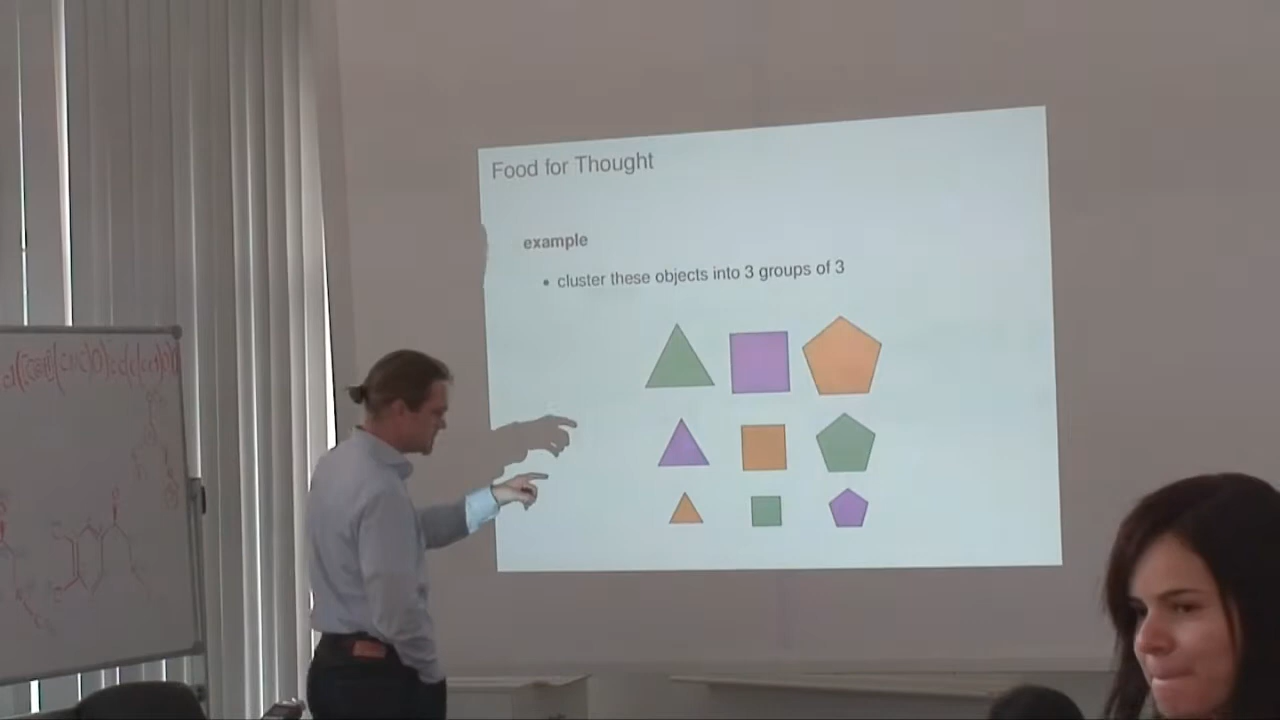 Food for Thought
example
• cluster these objects into 3 groups of 3